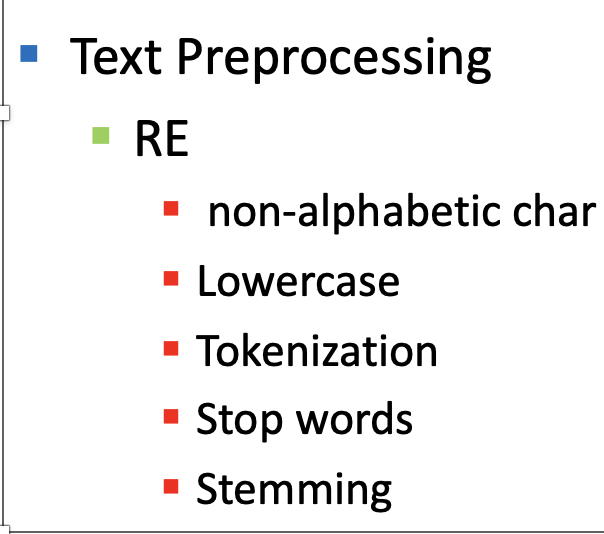 Text Preprocessing
RE
non-alphabetic char
Lowercase
Tokenization
Stop words
Stemming